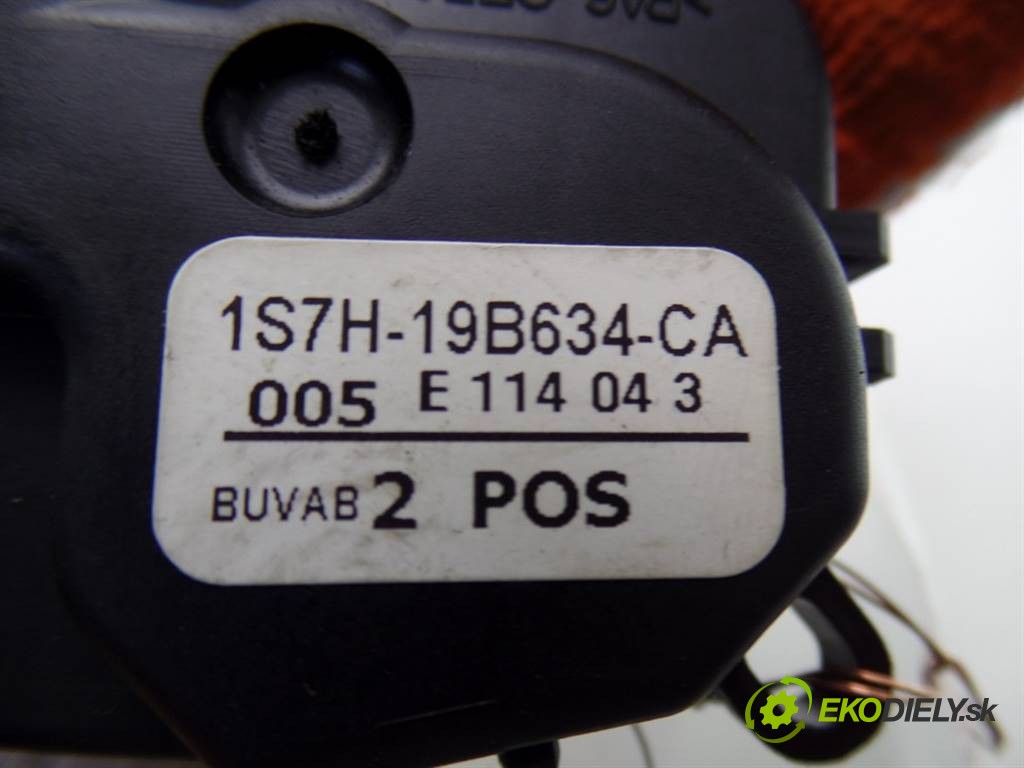 1S7H-19B634-CA
005 E 114 04 3
BUVAB 2 POS
EKODIELY.sk